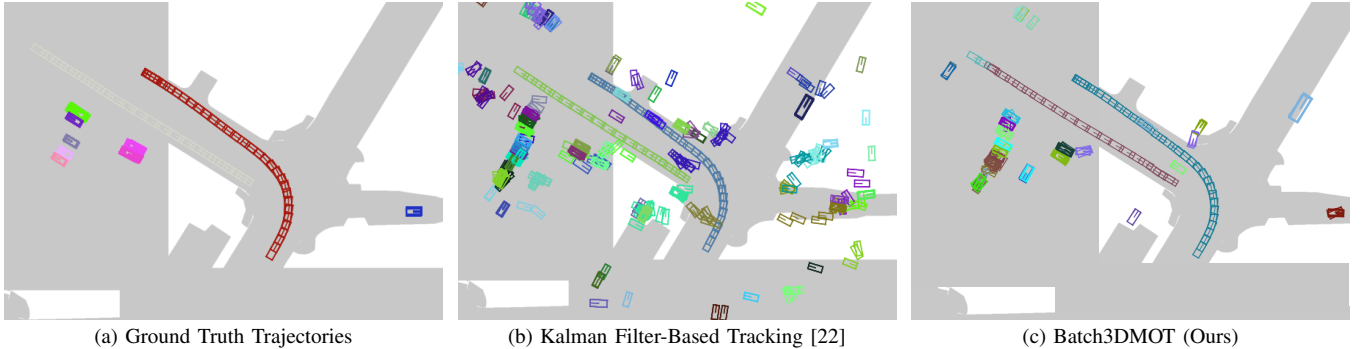 (a) Ground Truth Trajectories
(b) Kalman Filter-Based Tracking [22]
(c) Batch3DMOT (Ours)